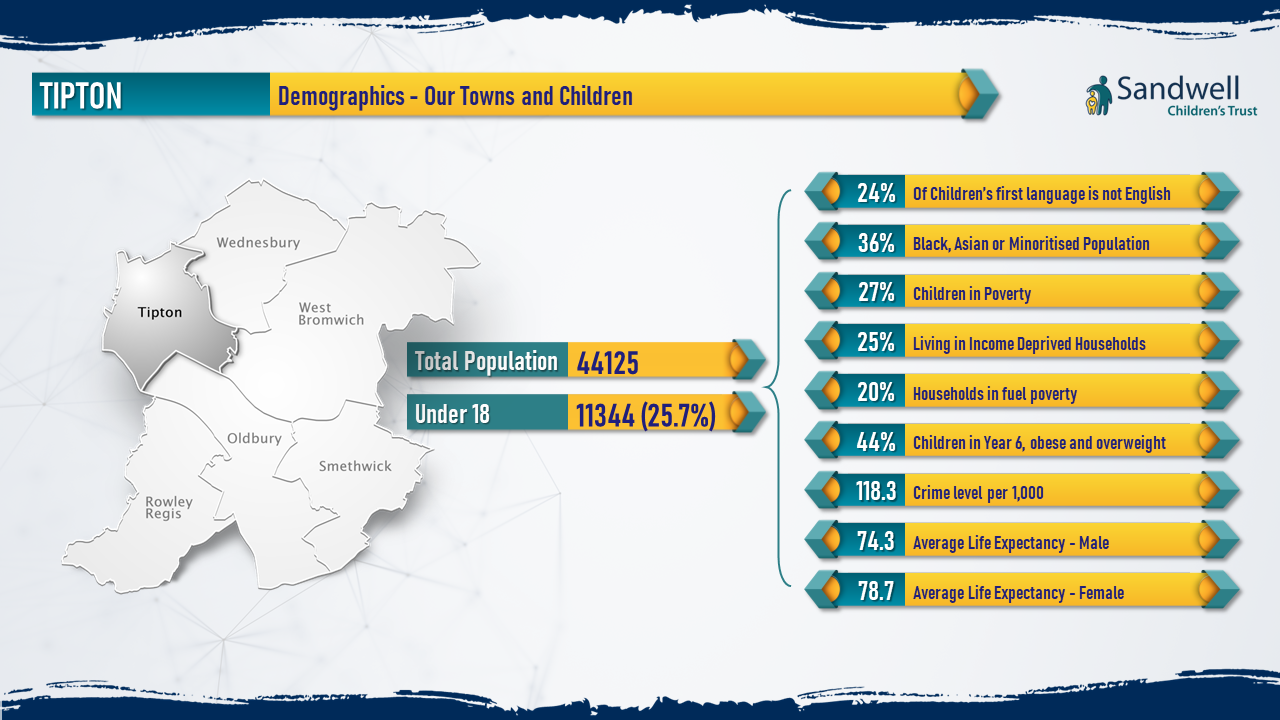 TIPTON
Demographics - Our Towns and Children
Sandwell
Children's Trust
Wednesbury
Tipton
West
Bromwich
Oldbury
Smethwick
Rowley
Regis
Total Population 44125
Under 18 11344 (25.7%)
24% Of Children's first language is not English
36% Black, Asian or Minoritised Population
27% Children in Poverty
25% Living in Income Deprived Households
20% Households in fuel poverty
44% Children in Year 6, obese and overweight
118.3 Crime level per 1,000
74.3 Average Life Expectancy - Male
78.7 Average Life Expectancy - Female